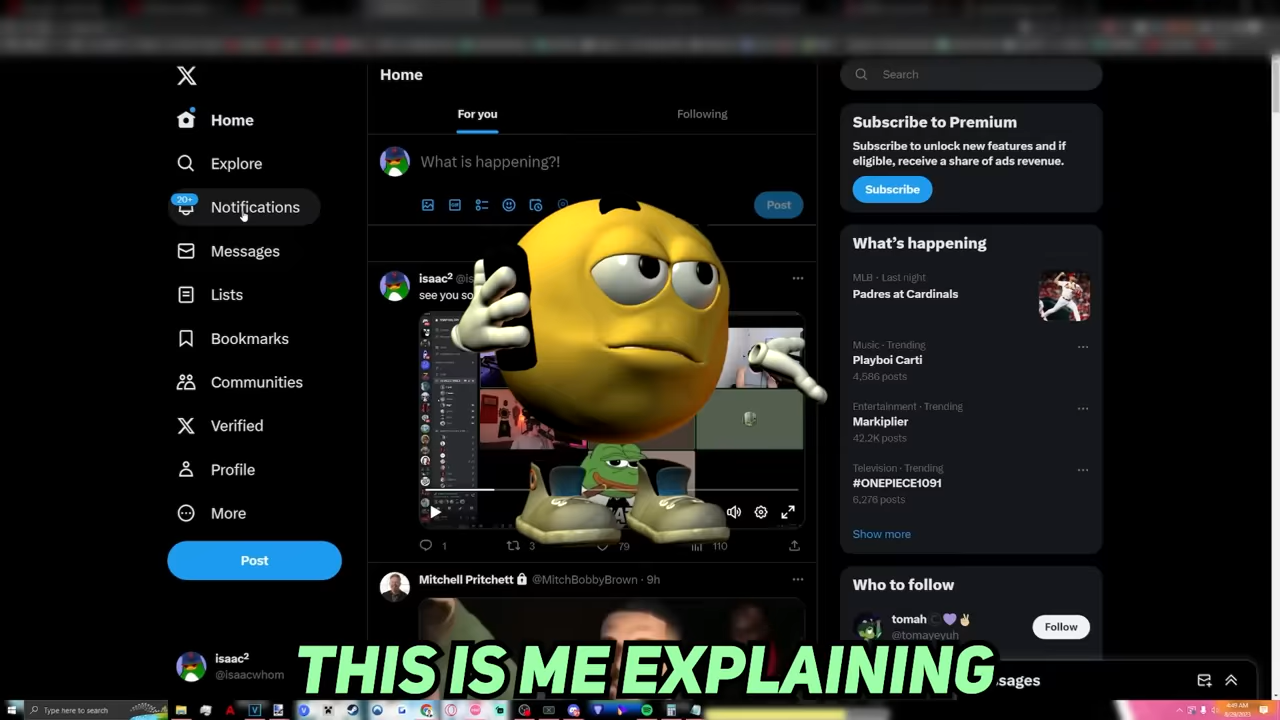 Home
For you
Following
What is happening?!
Post
Home
Explore
20+
Notifications
Messages
Lists
Bookmarks
Communities
Verified
Profile
More
Post
isaac²
@isaacwhom
isaac²
see you so
1
3
79
110
Mitchell Pritchett @MitchBobbyBrown · 9h
Search
Subscribe to Premium
Subscribe to unlock new features and if
eligible, receive a share of ads revenue.
Subscribe
What's happening
MLB · Last night
Padres at Cardinals
Music · Trending
Playboi Carti
4,586 posts
Entertainment · Trending
Markiplier
42.2K posts
Television · Trending
#ONEPIECE1091
6,276 posts
Show more
Who to follow
tomah
@tomayeyuh
Follow
THIS IS ME EXPLAINING
Type here to search